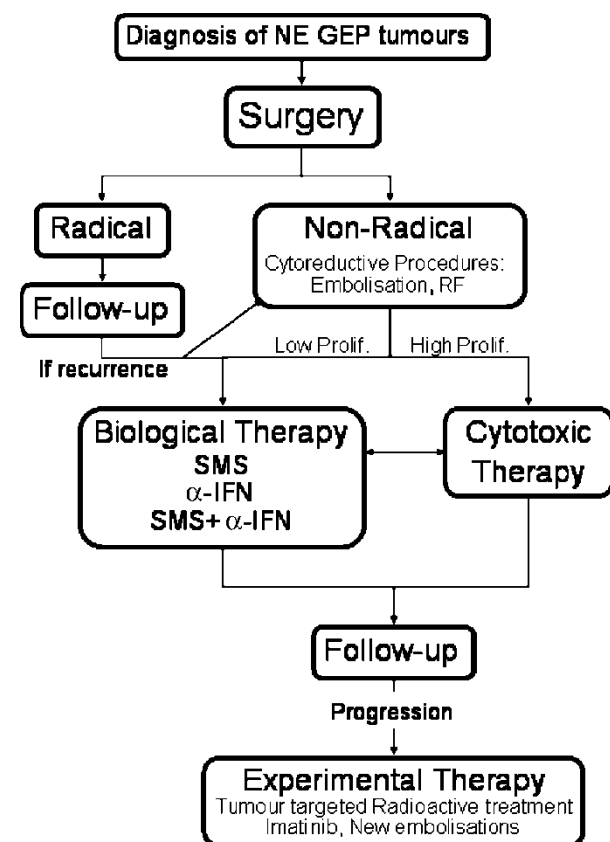 Diagnosis of NE GEP tumours
Surgery
Radical
Non-Radical
Cytoreductive Procedures:
Embolisation, RF
Follow-up
If recurrence
Low Prolif.
High Prolif.
Biological Therapy
SMS
α-IFN
SMS+ α-IFN
Cytotoxic
Therapy
Follow-up
Progression
Experimental Therapy
Tumour targeted Radioactive treatment
Imatinib, New embolisations